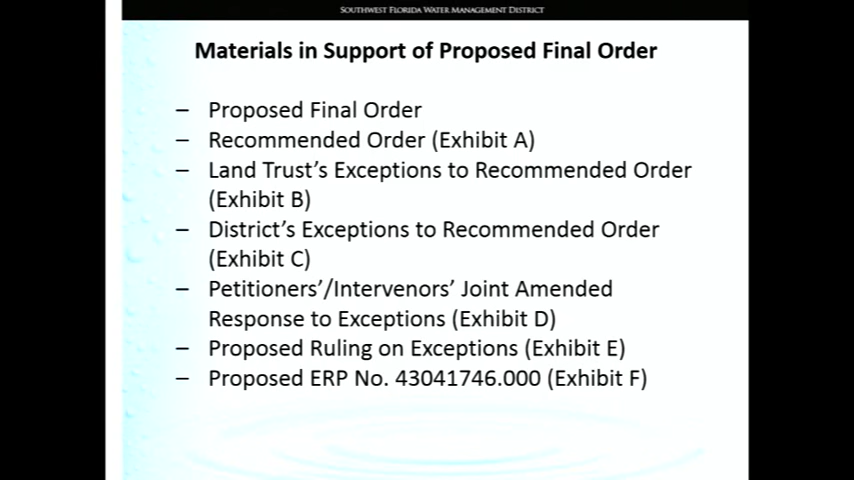 SOUTHWEST FLORIDA WATER MANAGEMENT DISTRICT
Materials in Support of Proposed Final Order
– Proposed Final Order
– Recommended Order (Exhibit A)
– Land Trust's Exceptions to Recommended Order
(Exhibit B)
– District's Exceptions to Recommended Order
(Exhibit C)
– Petitioners'/Intervenors' Joint Amended
Response to Exceptions (Exhibit D)
– Proposed Ruling on Exceptions (Exhibit E)
– Proposed ERP No. 43041746.000 (Exhibit F)